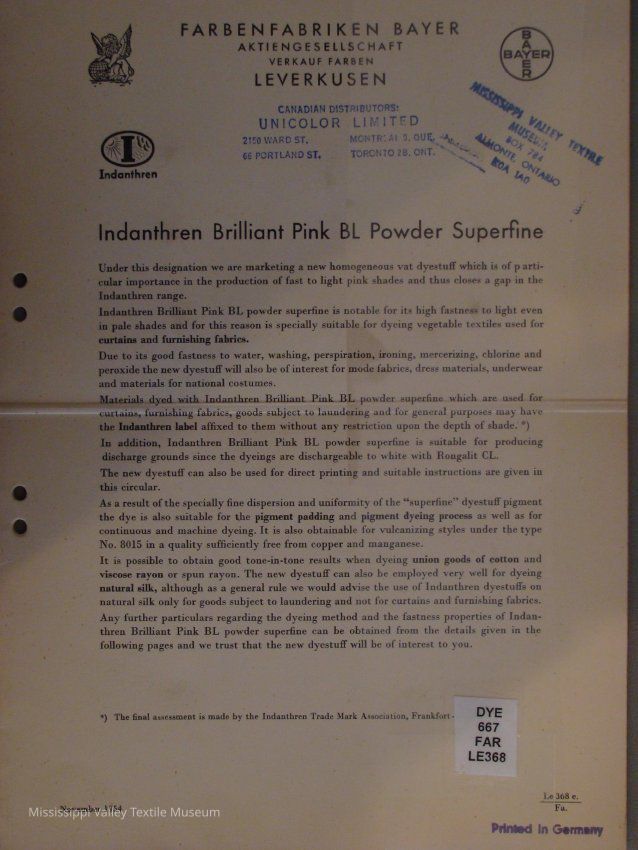 FARBENFABRIKEN BAYER
AKTIENGESELLSCHAFT
VERKAUF FARBEN
LEVERKUSEN
BAYER
BAYER
I
Indanthren
CANADIAN DISTRIBUTORS:
UNICOLOR LIMITED
2150 WARD ST. MONTREAL 9, QUE.
66 PORTLAND ST. TORONTO 2B. ONT.
MISSISSIPPI VALLEY TEXTILE
MUSEUM
BOX 784
ALMONTE, ONTARIO
K0A 1A0
Indanthren Brilliant Pink BL Powder Superfine
Under this designation we are marketing a new homogeneous vat dyestuff which is of parti-
cular importance in the production of fast to light pink shades and thus closes a gap in the
Indanthren range.
Indanthren Brilliant Pink BL powder superfine is notable for its high fastness to light even
in pale shades and for this reason is specially suitable for dyeing vegetable textiles used for
curtains and furnishing fabrics.
Due to its good fastness to water, washing, perspiration, ironing, mercerizing, chlorine and
peroxide the new dyestuff will also be of interest for mode fabrics, dress materials, underwear
and materials for national costumes.
Materials dyed with Indanthren Brilliant Pink BL powder superfine which are used for
curtains, furnishing fabrics, goods subject to laundering and for general purposes may have
the Indanthren label affixed to them without any restriction upon the depth of shade. *)
In addition, Indanthren Brilliant Pink BL powder superfine is suitable for producing
discharge grounds since the dyeings are dischargeable to white with Rongalit CL.
The new dyestuff can also be used for direct printing and suitable instructions are given in
this circular.
As a result of the specially fine dispersion and uniformity of the "superfine" dyestuff pigment
the dye is also suitable for the pigment padding and pigment dyeing process as well as for
continuous and machine dyeing. It is also obtainable for vulcanizing styles under the type
No. 8015 in a quality sufficiently free from copper and manganese.
It is possible to obtain good tone-in-tone results when dyeing union goods of cotton and
viscose rayon or spun rayon. The new dyestuff can also be employed very well for dyeing
natural silk, although as a general rule we would advise the use of Indanthren dyestuffs on
natural silk only for goods subject to laundering and not for curtains and furnishing fabrics.
Any further particulars regarding the dyeing method and the fastness properties of Indan-
thren Brilliant Pink BL powder superfine can be obtained from the details given in the
following pages and we trust that the new dyestuff will be of interest to you.
*) The final assessment is made by the Indanthren Trade Mark Association, Frankfort-
DYE
667
FAR
LE368
November 1954
Mississippi Valley Textile Museum
Le 368 e.
Fa.
Printed in Germany